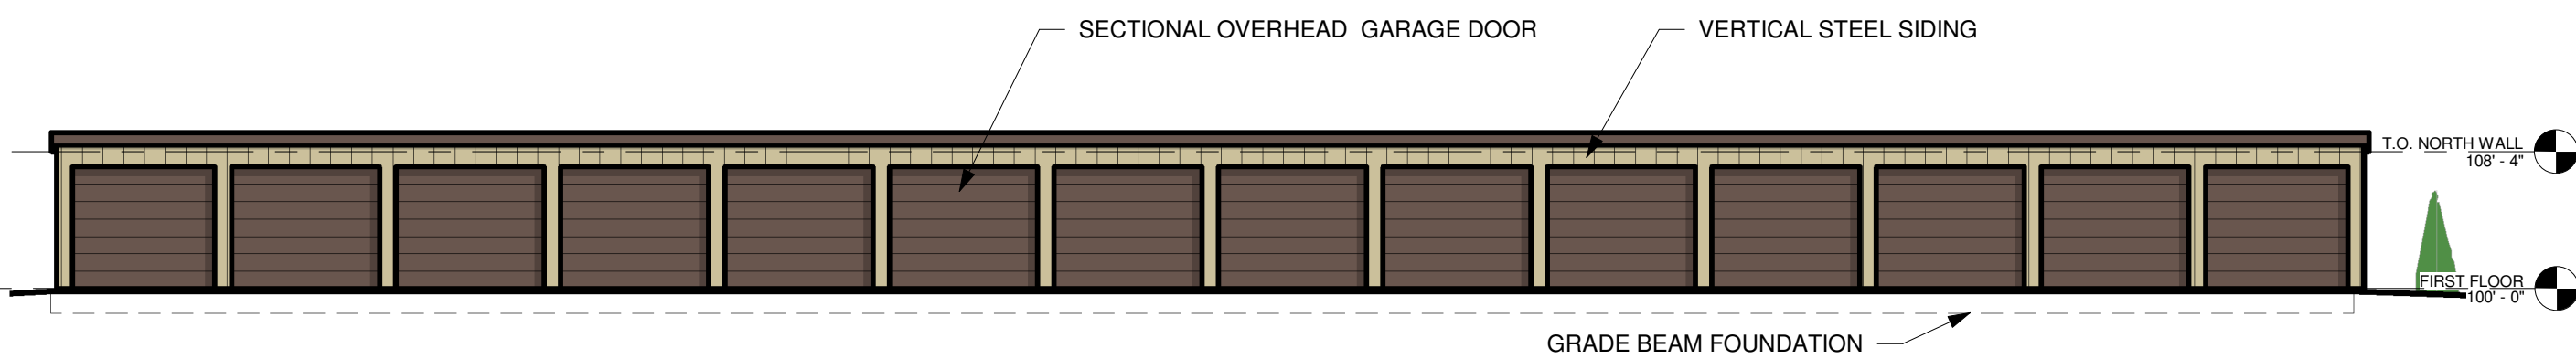 SECTIONAL OVERHEAD  GARAGE DOOR
VERTICAL STEEL SIDING
T.O. NORTH WALL
108' - 4"
FIRST FLOOR
100' - 0"
GRADE BEAM FOUNDATION